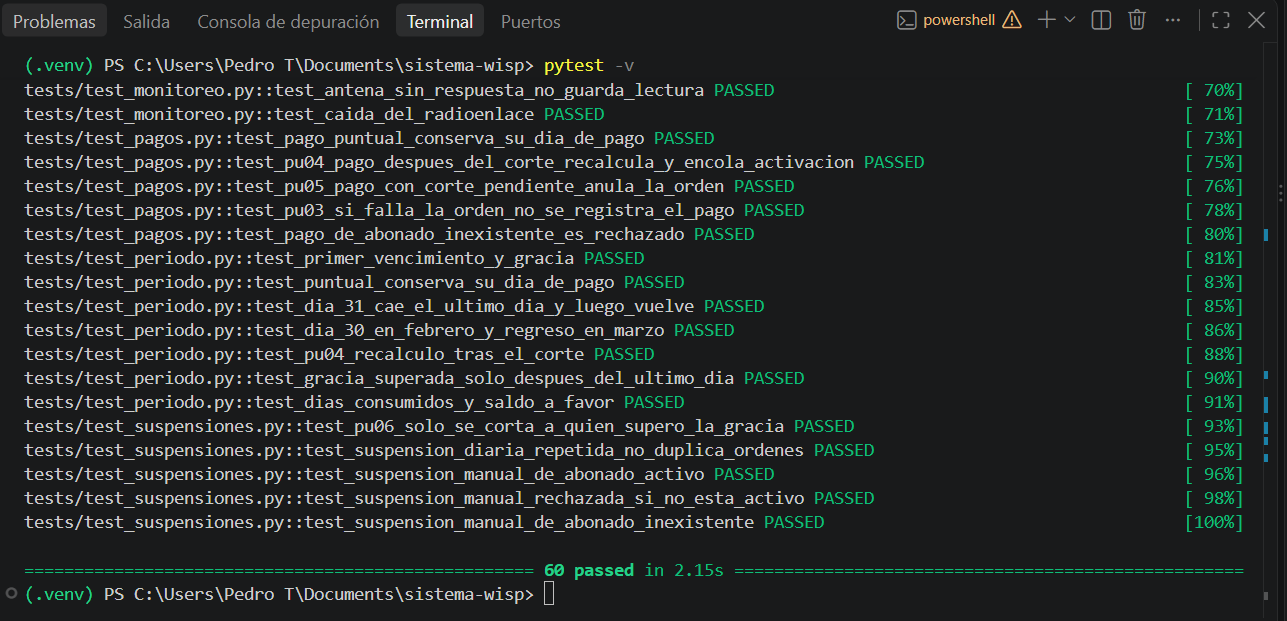 Problemas Salida Consola de depuración Terminal Puertos powershell
(.venv) PS C:\Users\Pedro T\Documents\sistema-wisp> pytest -v
tests/test_monitoreo.py::test_antena_sin_respuesta_no_guarda_lectura PASSED [ 70%]
tests/test_monitoreo.py::test_caida_del_radioenlace PASSED [ 71%]
tests/test_pagos.py::test_pago_puntual_conserva_su_dia_de_pago PASSED [ 73%]
tests/test_pagos.py::test_pu04_pago_despues_del_corte_recalcula_y_encola_activacion PASSED [ 75%]
tests/test_pagos.py::test_pu05_pago_con_corte_pendiente_anula_la_orden PASSED [ 76%]
tests/test_pagos.py::test_pu03_si_falla_la_orden_no_se_registra_el_pago PASSED [ 78%]
tests/test_pagos.py::test_pago_de_abonado_inexistente_es_rechazado PASSED [ 80%]
tests/test_periodo.py::test_primer_vencimiento_y_gracia PASSED [ 81%]
tests/test_periodo.py::test_puntual_conserva_su_dia_de_pago PASSED [ 83%]
tests/test_periodo.py::test_dia_31_cae_el_ultimo_dia_y_luego_vuelve PASSED [ 85%]
tests/test_periodo.py::test_dia_30_en_febrero_y_regreso_en_marzo PASSED [ 86%]
tests/test_periodo.py::test_pu04_recalculo_tras_el_corte PASSED [ 88%]
tests/test_periodo.py::test_gracia_superada_solo_despues_del_ultimo_dia PASSED [ 90%]
tests/test_periodo.py::test_dias_consumidos_y_saldo_a_favor PASSED [ 91%]
tests/test_suspensiones.py::test_pu06_solo_se_corta_a_quien_supero_la_gracia PASSED [ 93%]
tests/test_suspensiones.py::test_suspension_diaria_repetida_no_duplica_ordenes PASSED [ 95%]
tests/test_suspensiones.py::test_suspension_manual_de_abonado_activo PASSED [ 96%]
tests/test_suspensiones.py::test_suspension_manual_rechazada_si_no_esta_activo PASSED [ 98%]
tests/test_suspensiones.py::test_suspension_manual_de_abonado_inexistente PASSED [100%]
=================================================== 60 passed in 2.15s ===================================================
(.venv) PS C:\Users\Pedro T\Documents\sistema-wisp>